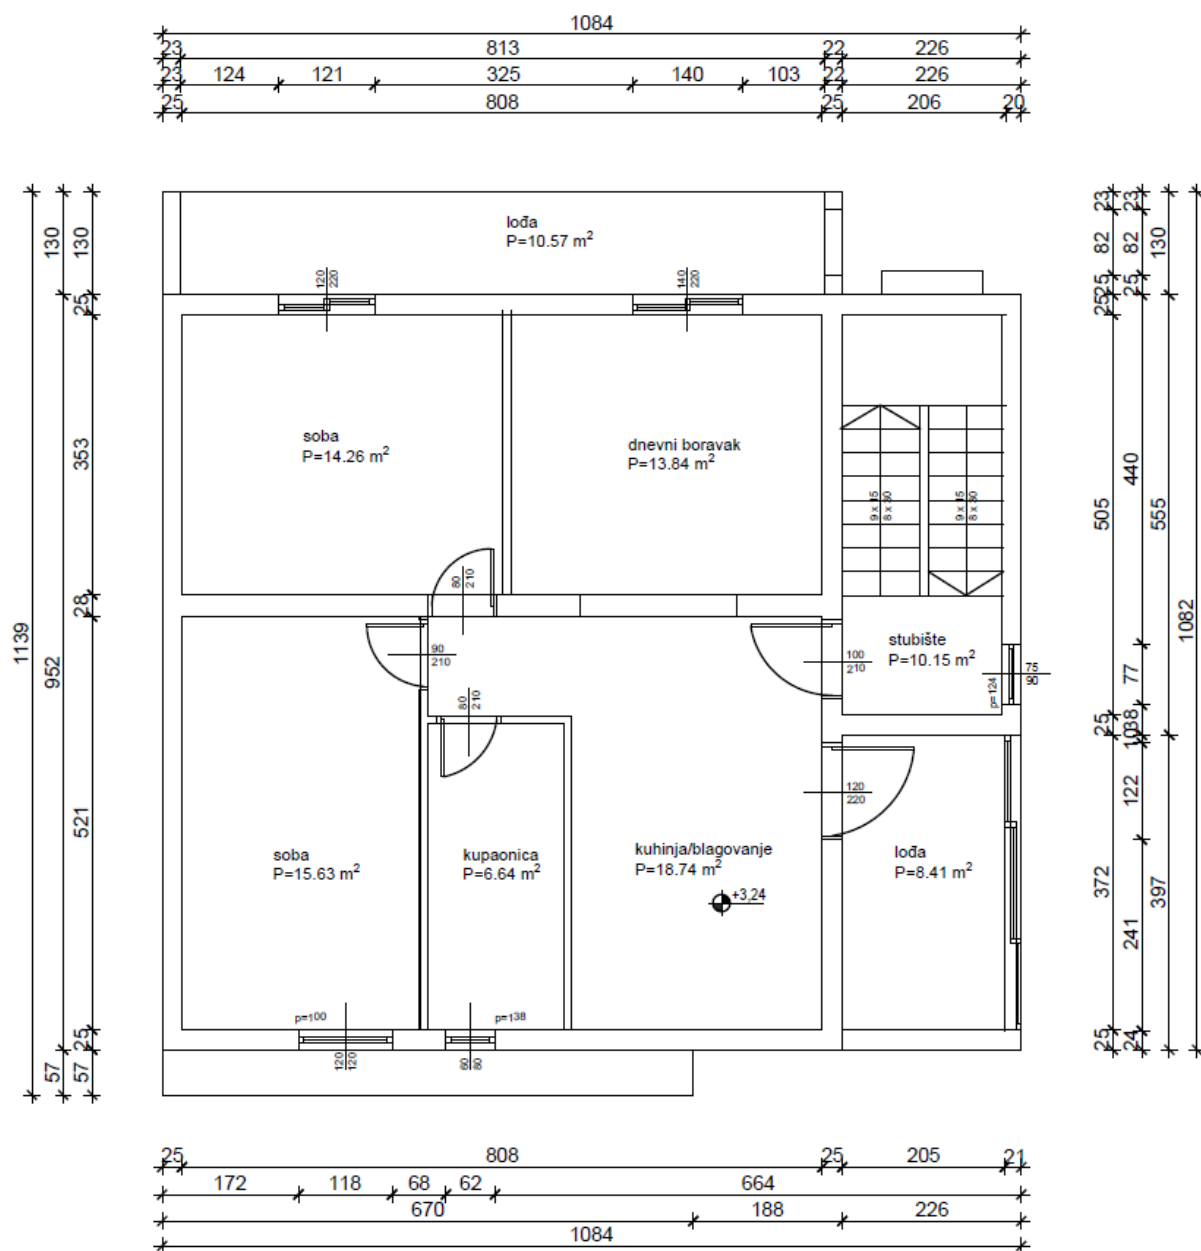 1084
23 813 22 226
23 124 121 325 140 103 22 226
25 808 25 206 20
lođa
P=10.57 m²
120
220
140
220
soba
P=14.26 m²
dnevni boravak
P=13.84 m²
9 x 15
8 x 30
9 x 15
8 x 30
80
210
90
210
80
210
100
210
stubište
P=10.15 m²
p=124
75
90
120
220
soba
P=15.63 m²
kupaonica
P=6.64 m²
kuhinja/blagovanje
P=18.74 m²
+3,24
lođa
P=8.41 m²
p=100
p=138
120
120
1139
130 952 57
130 25 353 28 521 25 57
23 82 25 25 505 25 372 25
23 82 25 440 77 38 10 122 241 24
130 555 397
1082
25 808 25 205 21
172 118 68 62 664
670 188 226
1084